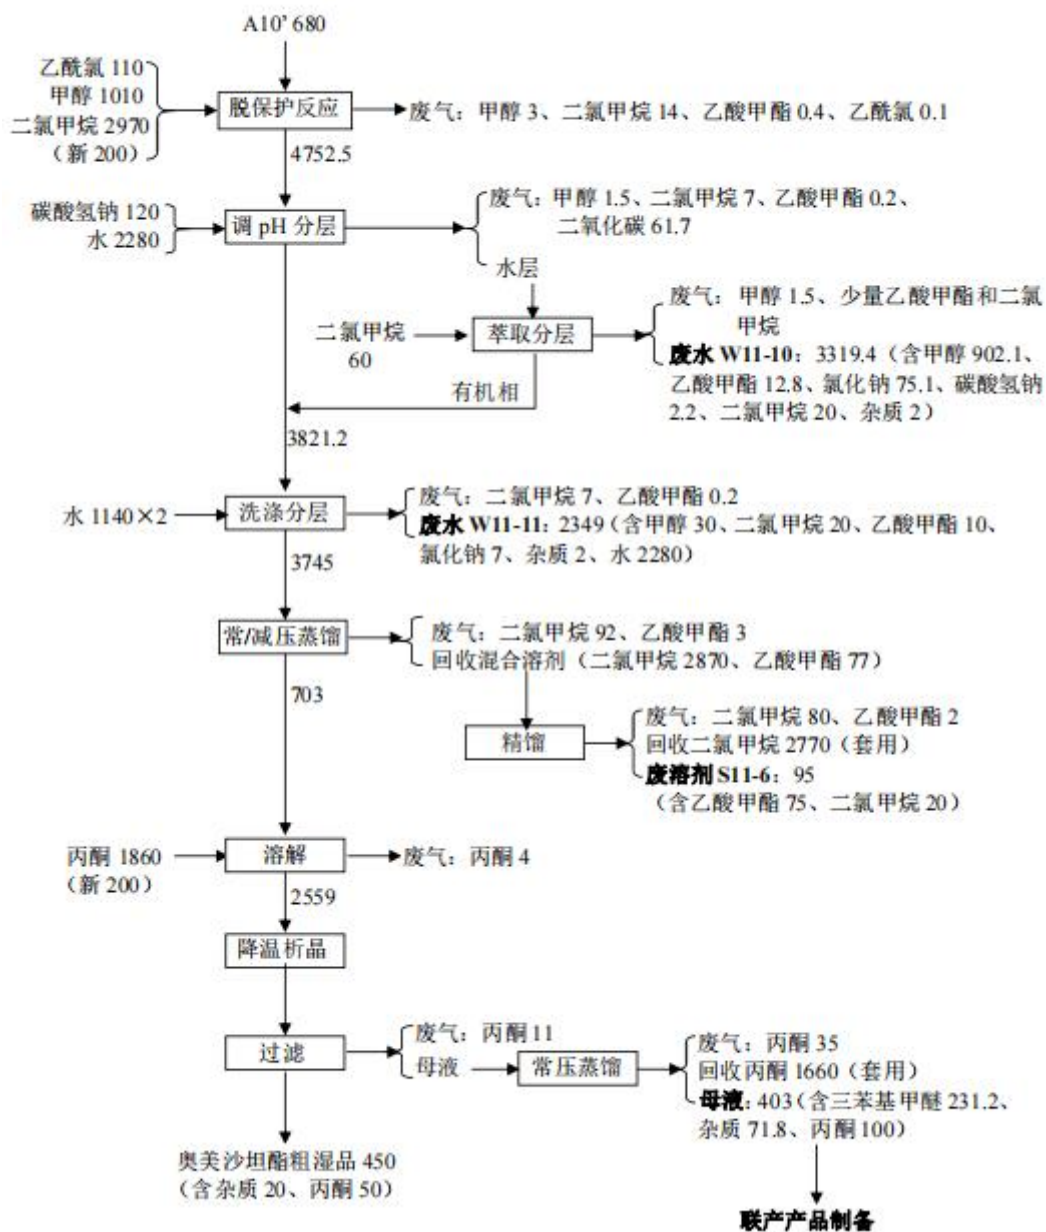 A10’ 680
乙酰氯 110
甲醇 1010
二氯甲烷 2970
（新 200）
脱保护反应
废气：甲醇 3、二氯甲烷 14、乙酸甲酯 0.4、乙酰氯 0.1
4752.5
碳酸氢钠 120
水 2280
调 pH 分层
废气：甲醇 1.5、二氯甲烷 7、乙酸甲酯 0.2、
二氧化碳 61.7
水层
二氯甲烷
60
萃取分层
废气：甲醇 1.5、少量乙酸甲酯和二氯
甲烷
废水 W11-10：3319.4（含甲醇 902.1、
乙酸甲酯 12.8、氯化钠 75.1、碳酸氢钠
2.2、二氯甲烷 20、杂质 2）
有机相
3821.2
水 1140×2
洗涤分层
废气：二氯甲烷 7、乙酸甲酯 0.2
废水 W11-11：2349（含甲醇 30、二氯甲烷 20、乙酸甲酯 10、
氯化钠 7、杂质 2、水 2280）
3745
常/减压蒸馏
废气：二氯甲烷 92、乙酸甲酯 3
回收混合溶剂（二氯甲烷 2870、乙酸甲酯 77）
703
精馏
废气：二氯甲烷 80、乙酸甲酯 2
回收二氯甲烷 2770（套用）
废溶剂 S11-6：95
（含乙酸甲酯 75、二氯甲烷 20）
丙酮 1860
（新 200）
溶解
废气：丙酮 4
2559
降温析晶
过滤
废气：丙酮 11
母液
常压蒸馏
废气：丙酮 35
回收丙酮 1660（套用）
母液：403（含三苯基甲醚 231.2、
杂质 71.8、丙酮 100）
奥美沙坦酯粗湿品 450
（含杂质 20、丙酮 50）
联产产品制备